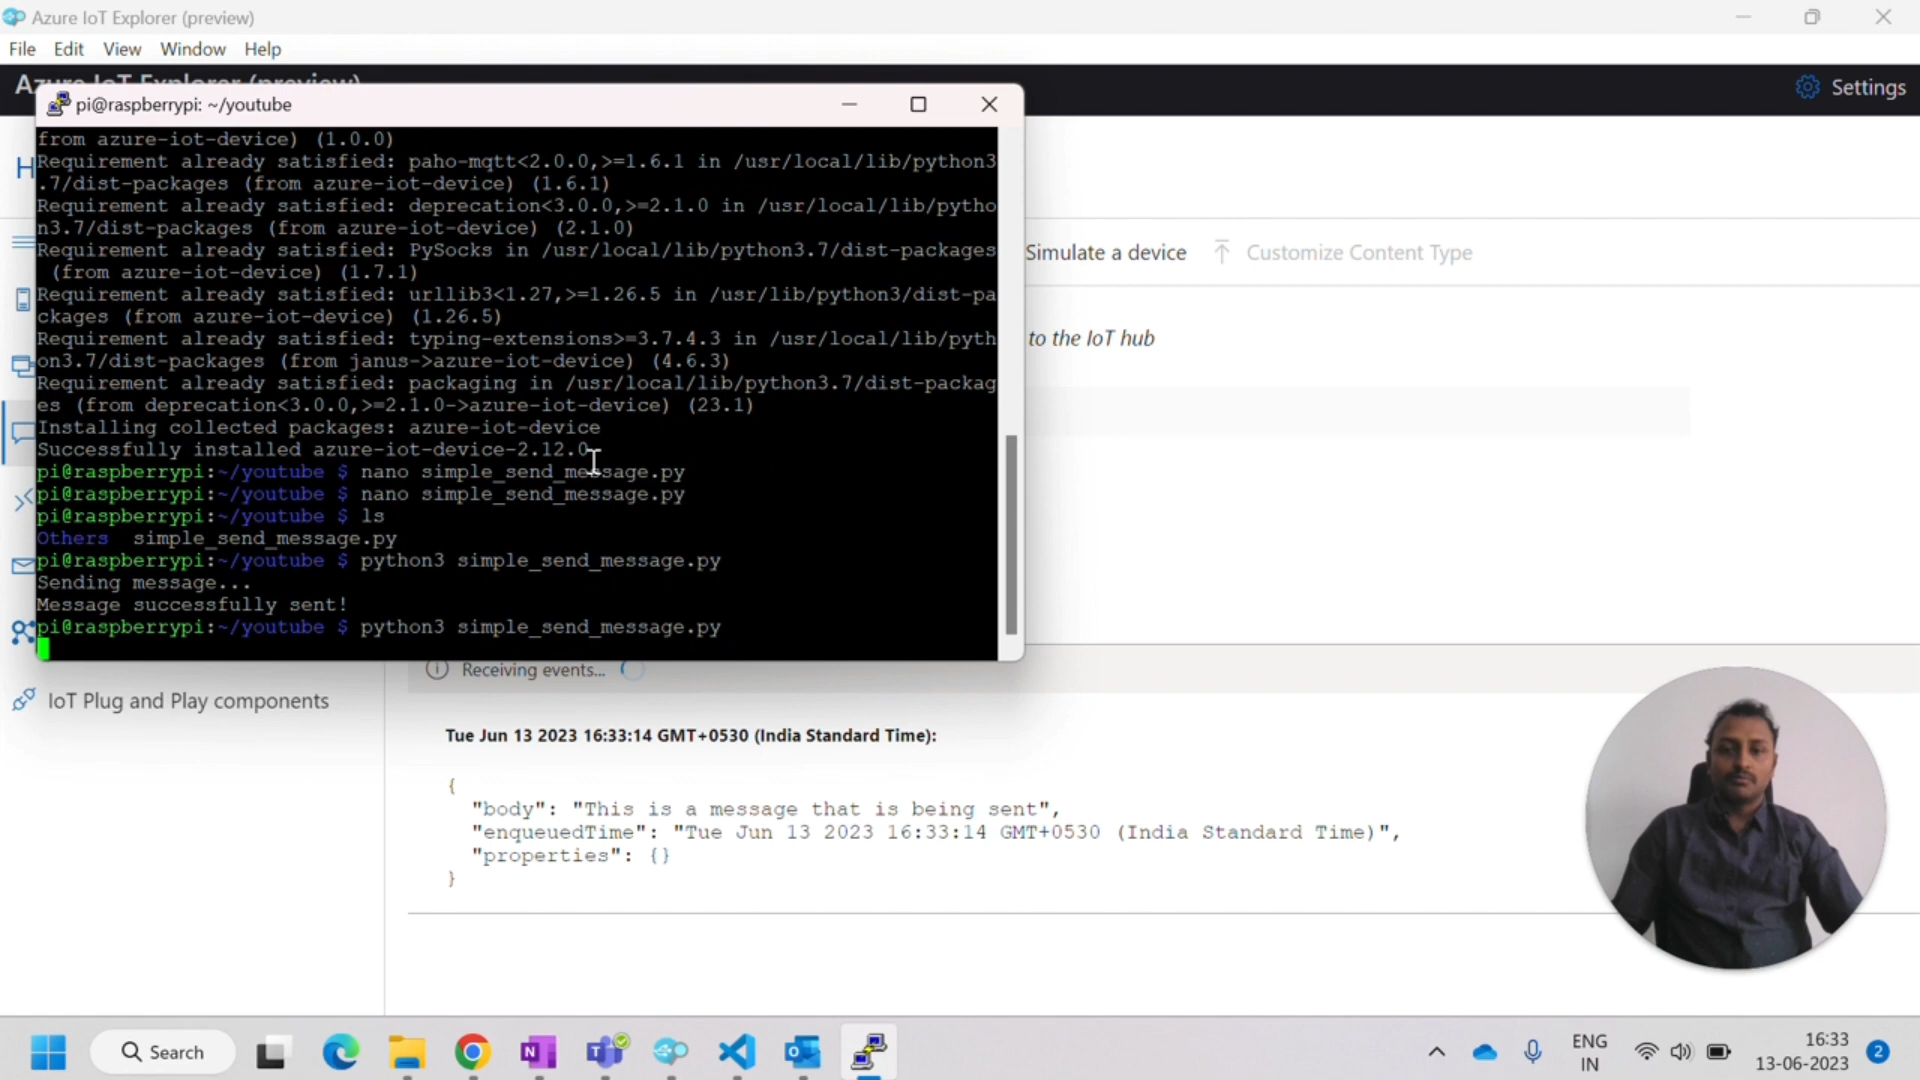 Azure IoT Explorer (preview)
File Edit View Window Help
Azure IoT Explorer (preview)
Settings
pi@raspberrypi: ~/youtube
from azure-iot-device) (1.0.0)
Requirement already satisfied: paho-mqtt<2.0.0,>=1.6.1 in /usr/local/lib/python3
.7/dist-packages (from azure-iot-device) (1.6.1)
Requirement already satisfied: deprecation<3.0.0,>=2.1.0 in /usr/local/lib/pytho
n3.7/dist-packages (from azure-iot-device) (2.1.0)
Requirement already satisfied: PySocks in /usr/local/lib/python3.7/dist-packages
(from azure-iot-device) (1.7.1)
Requirement already satisfied: urllib3<1.27,>=1.26.5 in /usr/lib/python3/dist-pa
ckages (from azure-iot-device) (1.26.5)
Requirement already satisfied: typing-extensions>=3.7.4.3 in /usr/local/lib/pyth
on3.7/dist-packages (from janus->azure-iot-device) (4.6.3)
Requirement already satisfied: packaging in /usr/local/lib/python3.7/dist-packag
es (from deprecation<3.0.0,>=2.1.0->azure-iot-device) (23.1)
Installing collected packages: azure-iot-device
Successfully installed azure-iot-device-2.12.0
pi@raspberrypi:~/youtube $ nano simple_send_message.py
pi@raspberrypi:~/youtube $ nano simple_send_message.py
pi@raspberrypi:~/youtube $ ls
Others simple_send_message.py
pi@raspberrypi:~/youtube $ python3 simple_send_message.py
Sending message...
Message successfully sent!
pi@raspberrypi:~/youtube $ python3 simple_send_message.py
H
Simulate a device
Customize Content Type
to the IoT hub
Receiving events...
IoT Plug and Play components
Tue Jun 13 2023 16:33:14 GMT+0530 (India Standard Time):
{
"body": "This is a message that is being sent",
"enqueuedTime": "Tue Jun 13 2023 16:33:14 GMT+0530 (India Standard Time)",
"properties": {}
}
Search
ENG
IN
16:33
13-06-2023
2